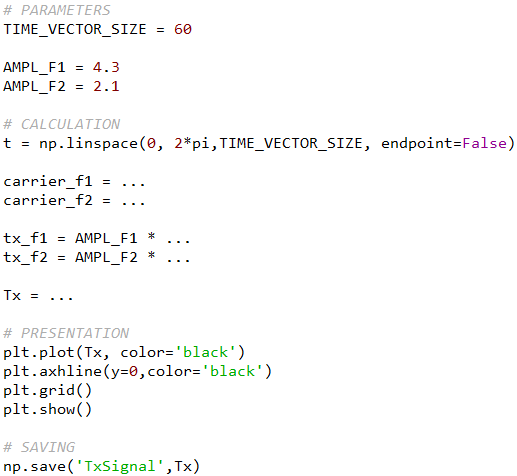 # PARAMETERS
TIME_VECTOR_SIZE = 60
AMPL_F1 = 4.3
AMPL_F2 = 2.1
# CALCULATION
t = np.linspace(0, 2*pi,TIME_VECTOR_SIZE, endpoint=False)
carrier_f1 = ...
carrier_f2 = ...
tx_f1 = AMPL_F1 * ...
tx_f2 = AMPL_F2 * ...
Tx = ...
# PRESENTATION
plt.plot(Tx, color='black')
plt.axhline(y=0,color='black')
plt.grid()
plt.show()
# SAVING
np.save('TxSignal',Tx)